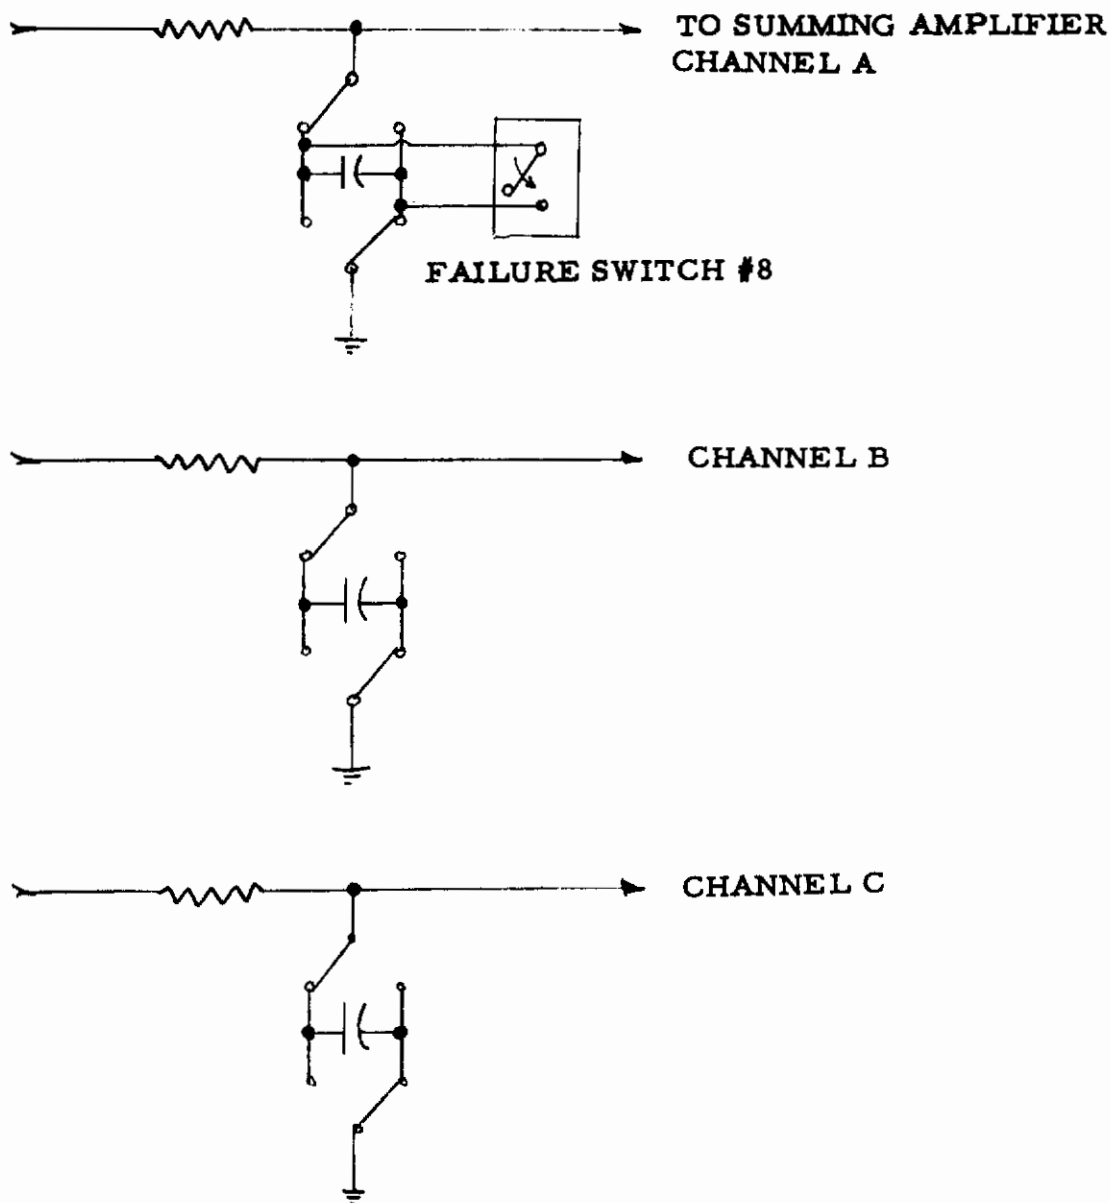 TO SUMMING AMPLIFIER
CHANNEL A
FAILURE SWITCH #8
CHANNEL B
CHANNEL C